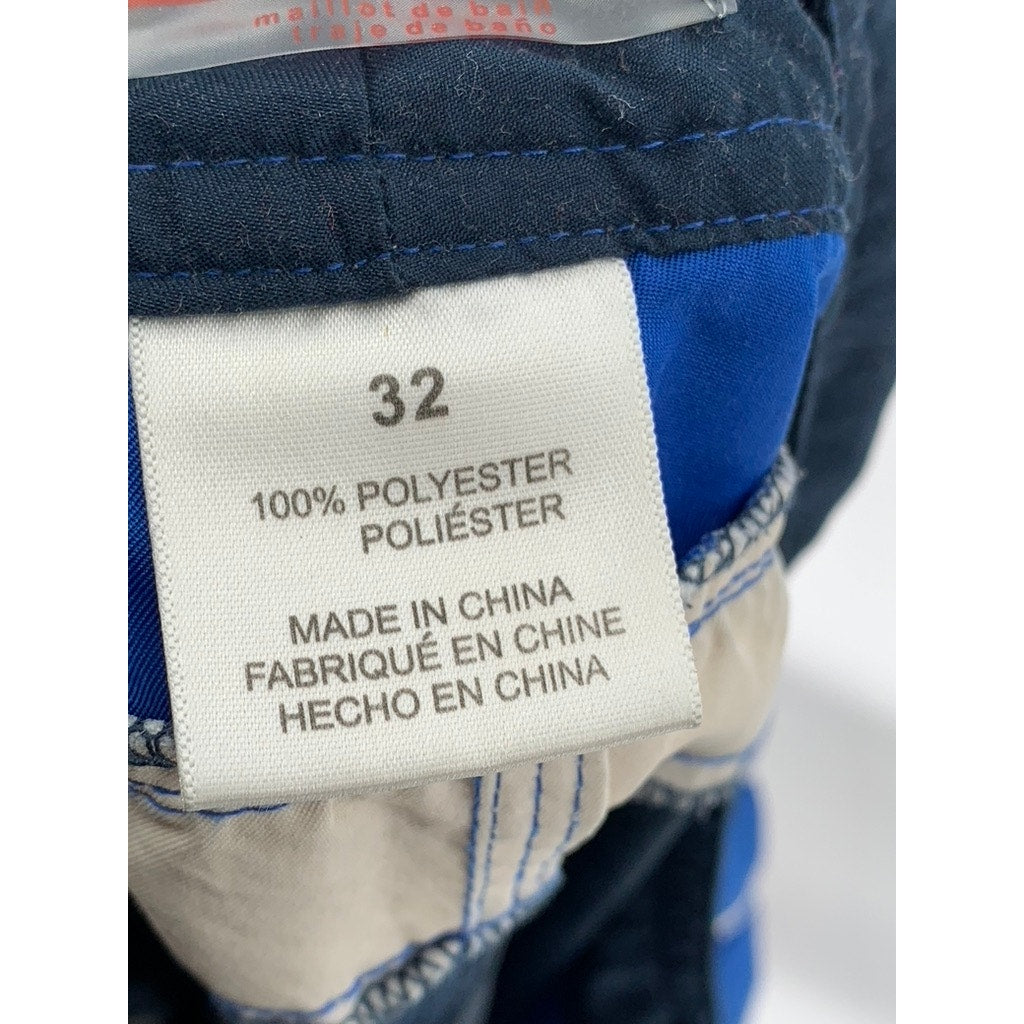 maillot de bain
traje de baño
32
100% POLYESTER
POLIÉSTER
MADE IN CHINA
FABRIQUÉ EN CHINE
HECHO EN CHINA